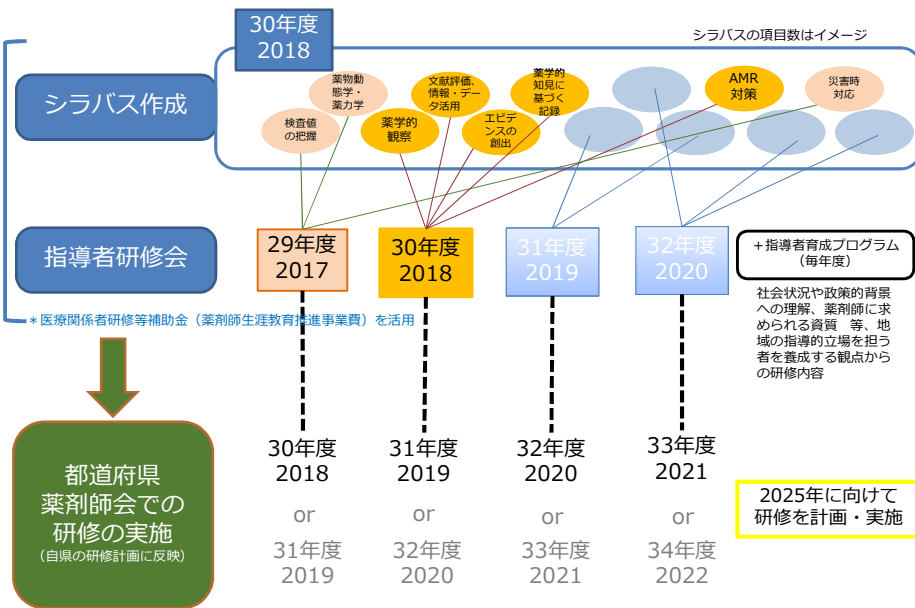 30年度
2018
シラバスの項目数はイメージ
シラバス作成
検査値
の把握
薬物動
態学・
薬力学
薬学的
観察
文献評価、
情報・デー
タ活用
エビデ
ンスの
創出
薬学的
知見に
基づく
記録
AMR
対策
災害時
対応
指導者研修会
29年度
2017
30年度
2018
31年度
2019
32年度
2020
＋指導者育成プログラム
（毎年度）
社会状況や政策的背景
への理解、薬剤師に求
められる資質　等、地
域の指導的立場を担う
者を養成する観点から
の研修内容
＊医療関係者研修等補助金（薬剤師生涯教育推進事業費）を活用
都道府県
薬剤師会での
研修の実施
（自県の研修計画に反映）
30年度
2018
or
31年度
2019
31年度
2019
or
32年度
2020
32年度
2020
or
33年度
2021
33年度
2021
or
34年度
2022
2025年に向けて
研修を計画・実施